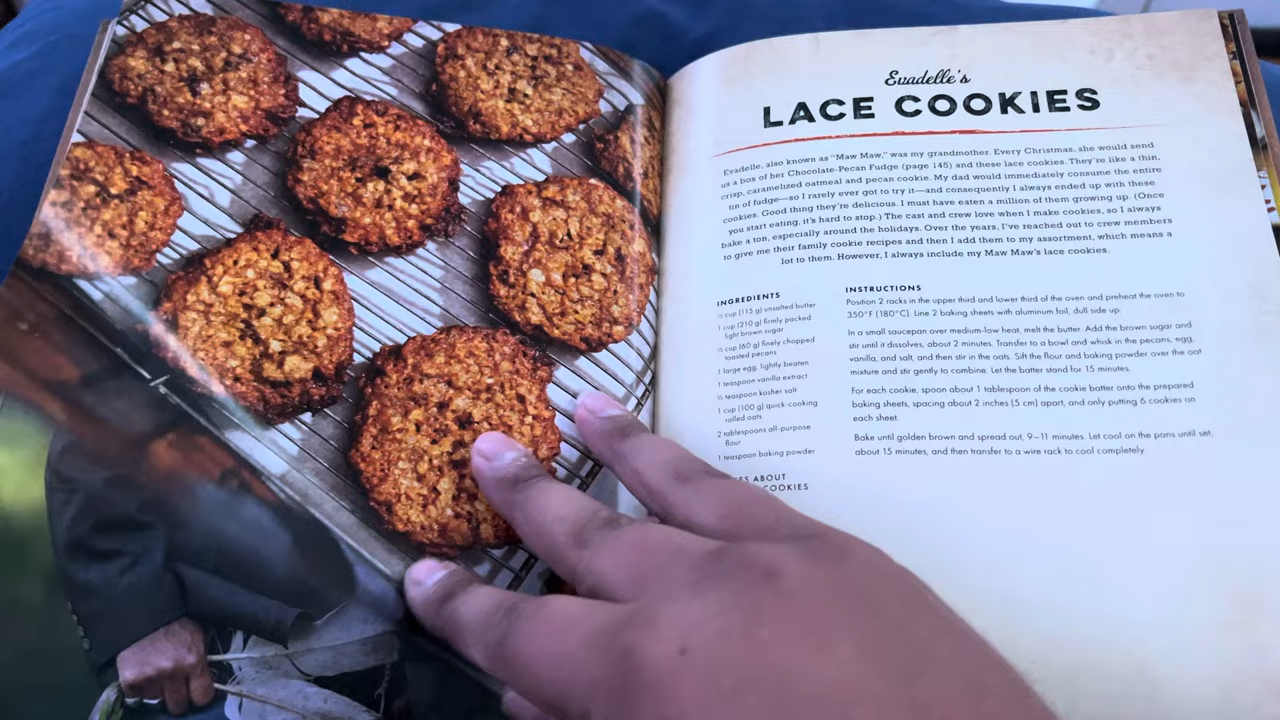 Evadelle's
LACE COOKIES
Evadelle, also known as "Maw Maw," was my grandmother. Every Christmas, she would send
us a box of her Chocolate-Pecan Fudge (page 145) and these lace cookies. They're like a thin,
crisp, caramelized oatmeal and pecan cookie. My dad would immediately consume the entire
tin of fudge—so I rarely ever got to try it—and consequently I always ended up with these
cookies. Good thing they're delicious. I must have eaten a million of them growing up. (Once
you start eating, it's hard to stop.) The cast and crew love when I make cookies, so I always
bake a ton, especially around the holidays. Over the years, I've reached out to crew members
to give me their family cookie recipes and then I add them to my assortment, which means a
lot to them. However, I always include my Maw Maw's lace cookies.
INGREDIENTS
½ cup (115 g) unsalted butter
1 cup (210 g) firmly packed
light brown sugar
½ cup (60 g) finely chopped
toasted pecans
1 large egg, lightly beaten
1 teaspoon vanilla extract
½ teaspoon kosher salt
1 cup (100 g) quick-cooking
rolled oats
2 tablespoons all-purpose
flour
1 teaspoon baking powder
ABOUT
COOKIES
INSTRUCTIONS
Position 2 racks in the upper third and lower third of the oven and preheat the oven to
350°F (180°C). Line 2 baking sheets with aluminum foil, dull side up.
In a small saucepan over medium-low heat, melt the butter. Add the brown sugar and
stir until it dissolves, about 2 minutes. Transfer to a bowl and whisk in the pecans, egg,
vanilla, and salt, and then stir in the oats. Sift the flour and baking powder over the oat
mixture and stir gently to combine. Let the batter stand for 15 minutes.
For each cookie, spoon about 1 tablespoon of the cookie batter onto the prepared
baking sheets, spacing about 2 inches (5 cm) apart, and only putting 6 cookies on
each sheet.
Bake until golden brown and spread out, 9–11 minutes. Let cool on the pans until set,
about 15 minutes, and then transfer to a wire rack to cool completely.